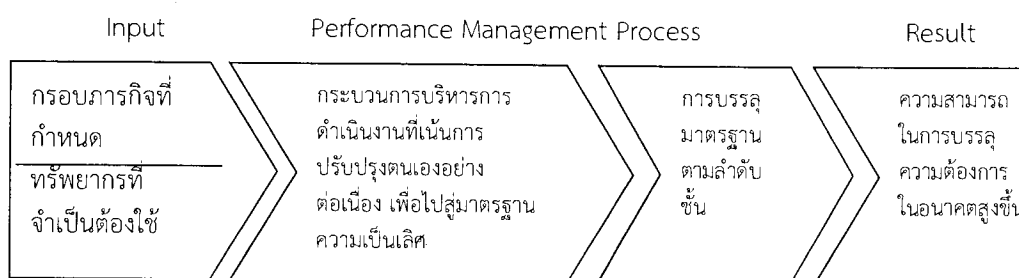 Input
Performance Management Process
Result
กรอบภารกิจที่
กำหนด
ทรัพยากรที่
จำเป็นต้องใช้
กระบวนการบริหารการ
ดำเนินงานที่เน้นการ
ปรับปรุงตนเองอย่าง
ต่อเนื่อง เพื่อไปสู่มาตรฐาน
ความเป็นเลิศ
การบรรลุ
มาตรฐาน
ตามลำดับ
ชั้น
ความสามารถ
ในการบรรลุ
ความต้องการ
ในอนาคตสูงขึ้น